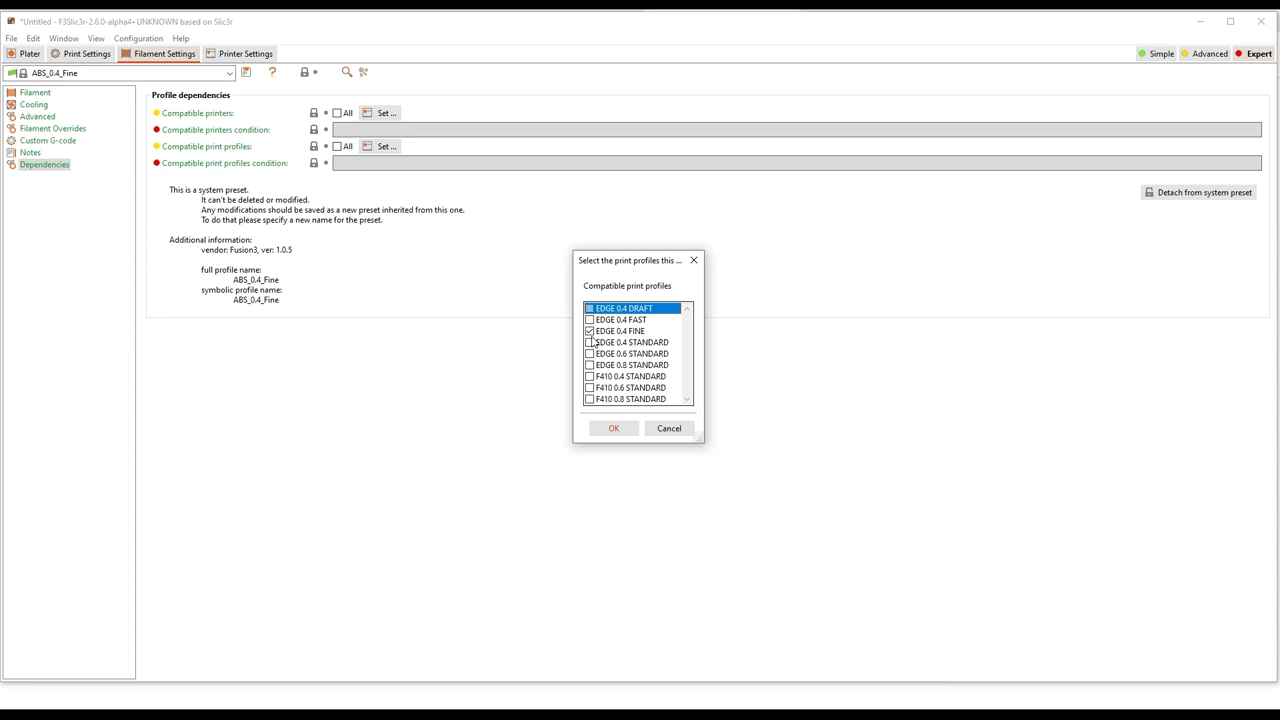 *Untitled - F3Slic3r-2.6.0-alpha4+UNKNOWN based on Slic3r
File Edit Window View Configuration Help
Plater Print Settings Filament Settings Printer Settings Simple Advanced Expert
ABS_0.4_Fine
Filament
Cooling
Advanced
Filament Overrides
Custom G-code
Notes
Dependencies
Profile dependencies
Compatible printers: All Set ...
Compatible printers condition:
Compatible print profiles: All Set ...
Compatible print profiles condition:
This is a system preset.
It can't be deleted or modified.
Any modifications should be saved as a new preset inherited from this one.
To do that please specify a new name for the preset.
Detach from system preset
Additional information:
vendor: Fusion3, ver: 1.0.5
full profile name:
ABS_0.4_Fine
symbolic profile name:
ABS_0.4_Fine
Select the print profiles this ...
Compatible print profiles
EDGE 0.4 DRAFT
EDGE 0.4 FAST
EDGE 0.4 FINE
EDGE 0.4 STANDARD
EDGE 0.6 STANDARD
EDGE 0.8 STANDARD
F410 0.4 STANDARD
F410 0.6 STANDARD
F410 0.8 STANDARD
OK Cancel